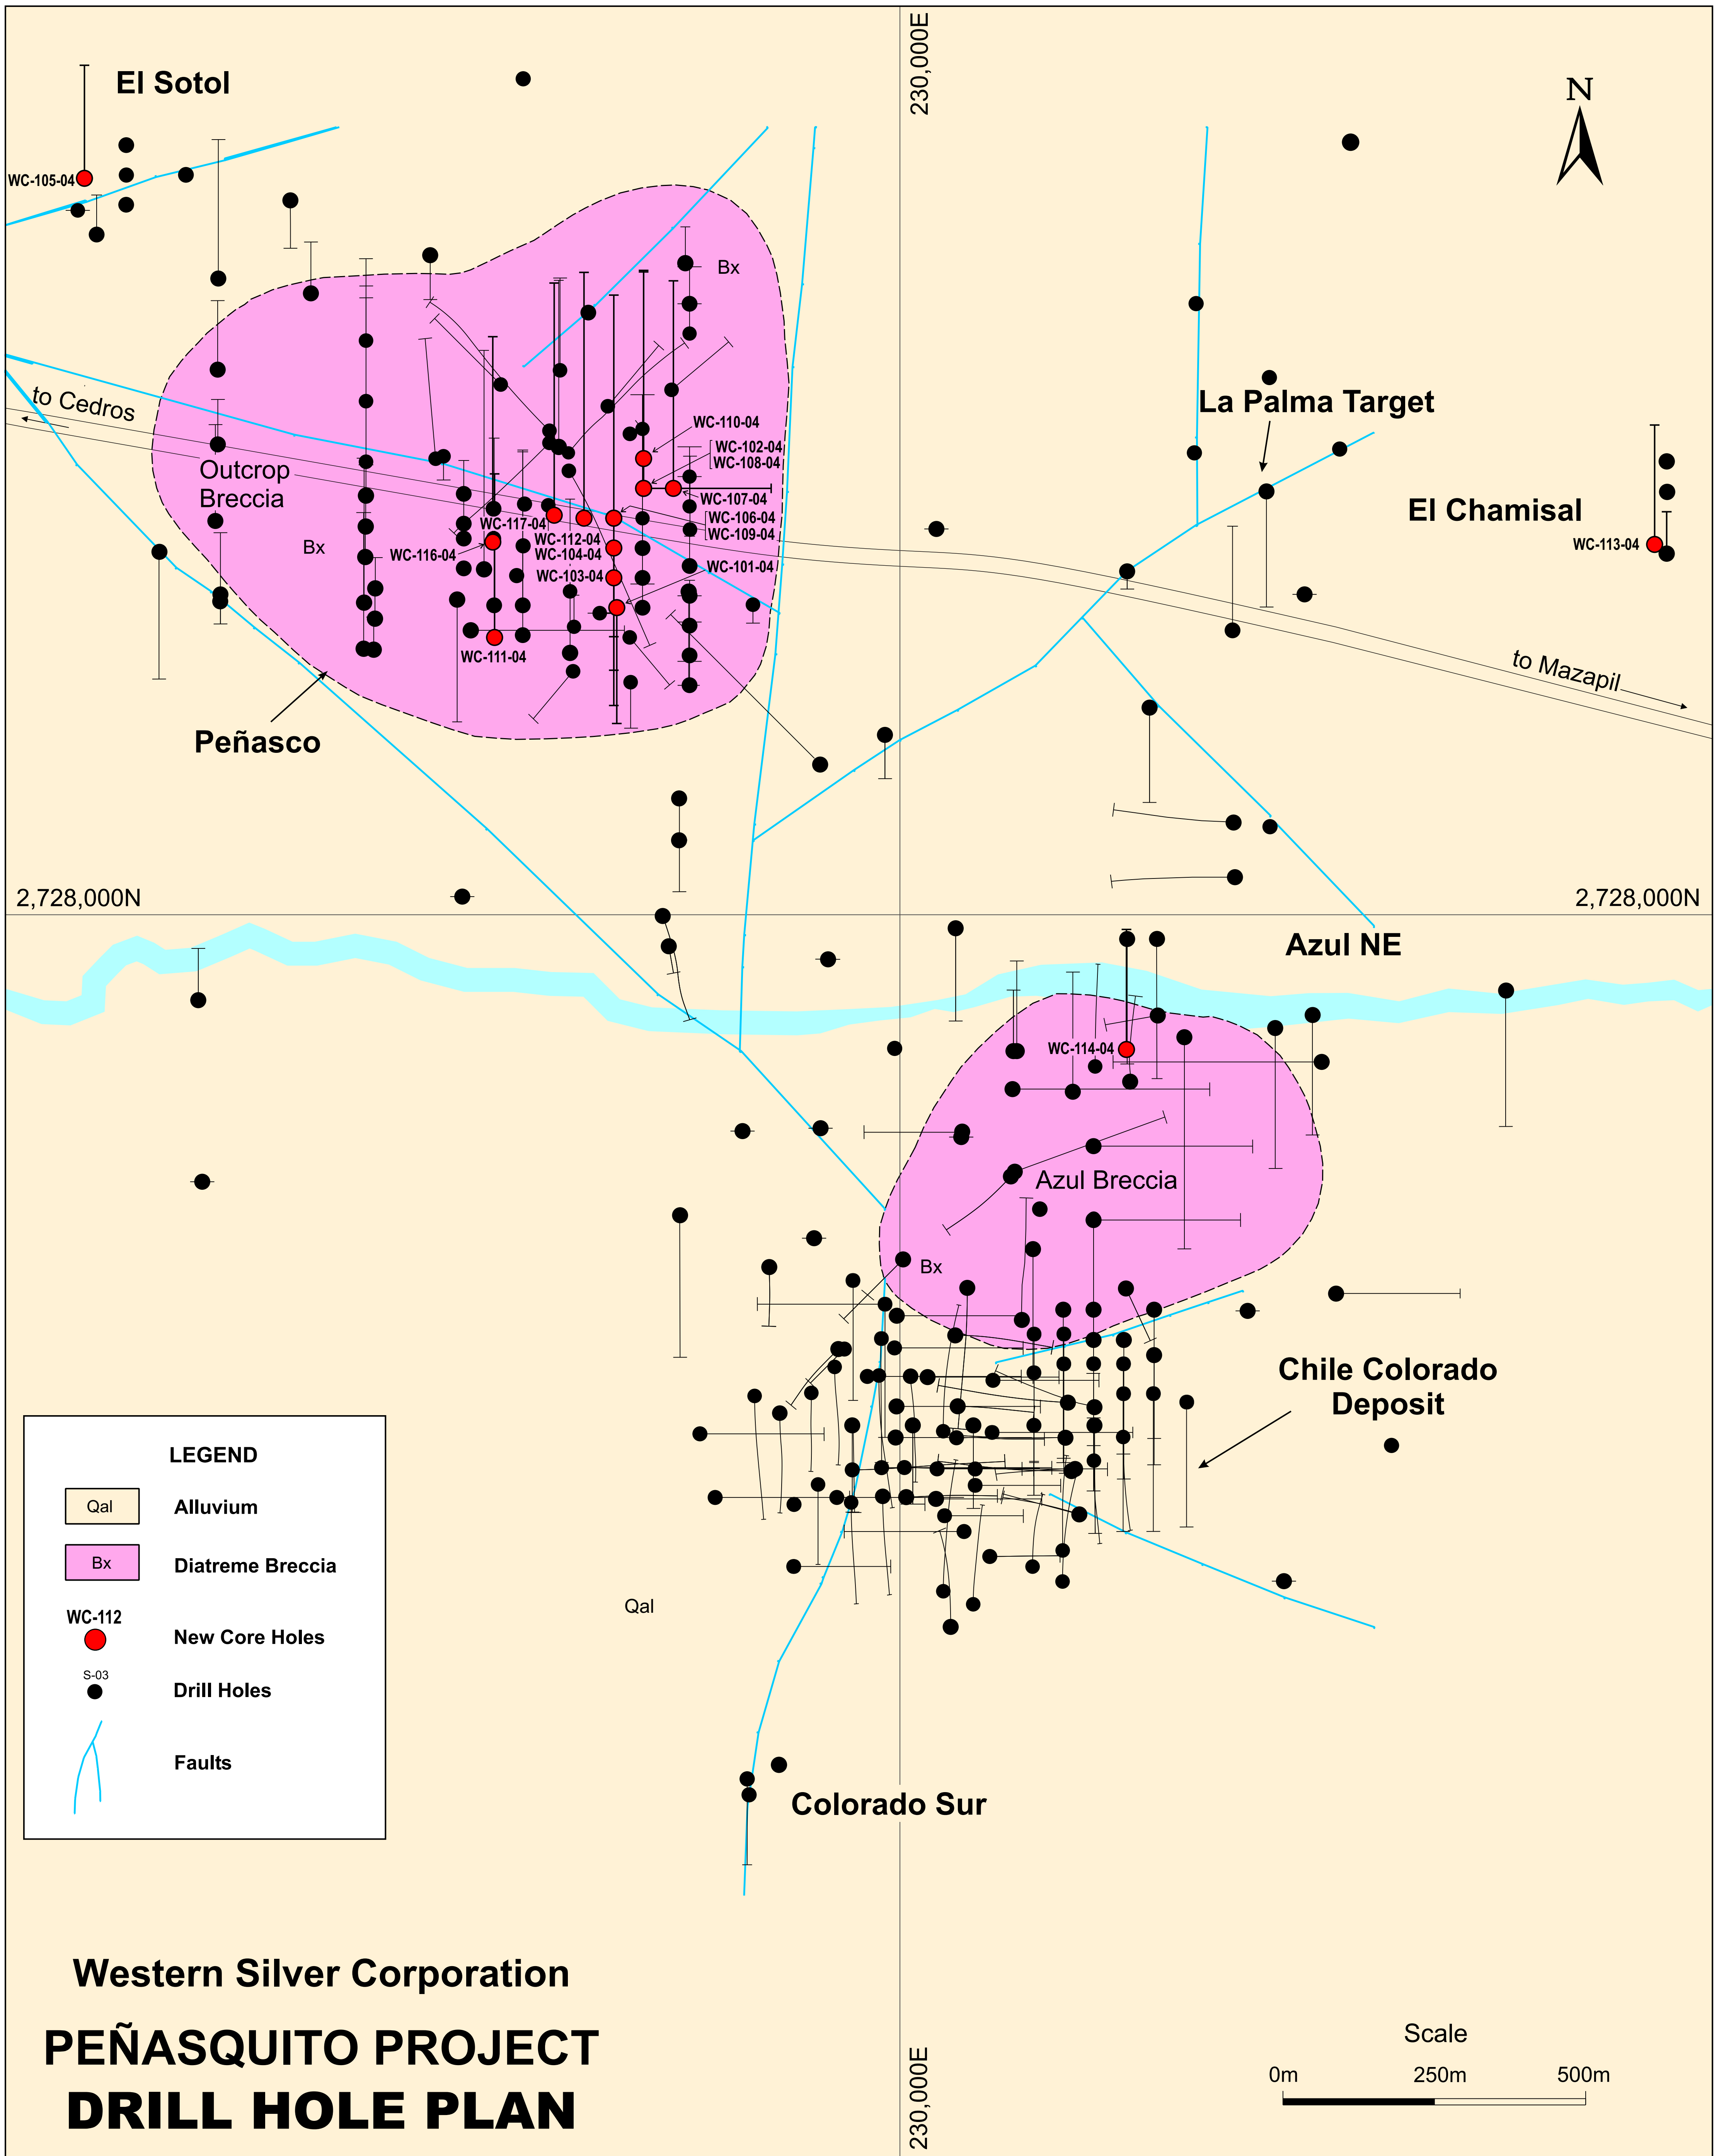 230,000E
El Sotol
N
WC-105-04
Bx
to Cedros
La Palma Target
WC-110-04
WC-102-04
WC-108-04
Outcrop
Breccia
WC-107-04
El Chamisal
WC-106-04
WC-117-04
WC-109-04
WC-112-04
WC-113-04
Bx
WC-116-04
WC-104-04
WC-101-04
WC-103-04
WC-111-04
to Mazapil
Peñasco
2,728,000N
2,728,000N
Azul NE
WC-114-04
Azul Breccia
Bx
Chile Colorado
Deposit
LEGEND
Qal
Alluvium
Bx
Diatreme Breccia
WC-112
New Core Holes
S-03
Drill Holes
Faults
Qal
Colorado Sur
Western Silver Corporation
PEÑASQUITO PROJECT
DRILL HOLE PLAN
230,000E
Scale
0m
250m
500m